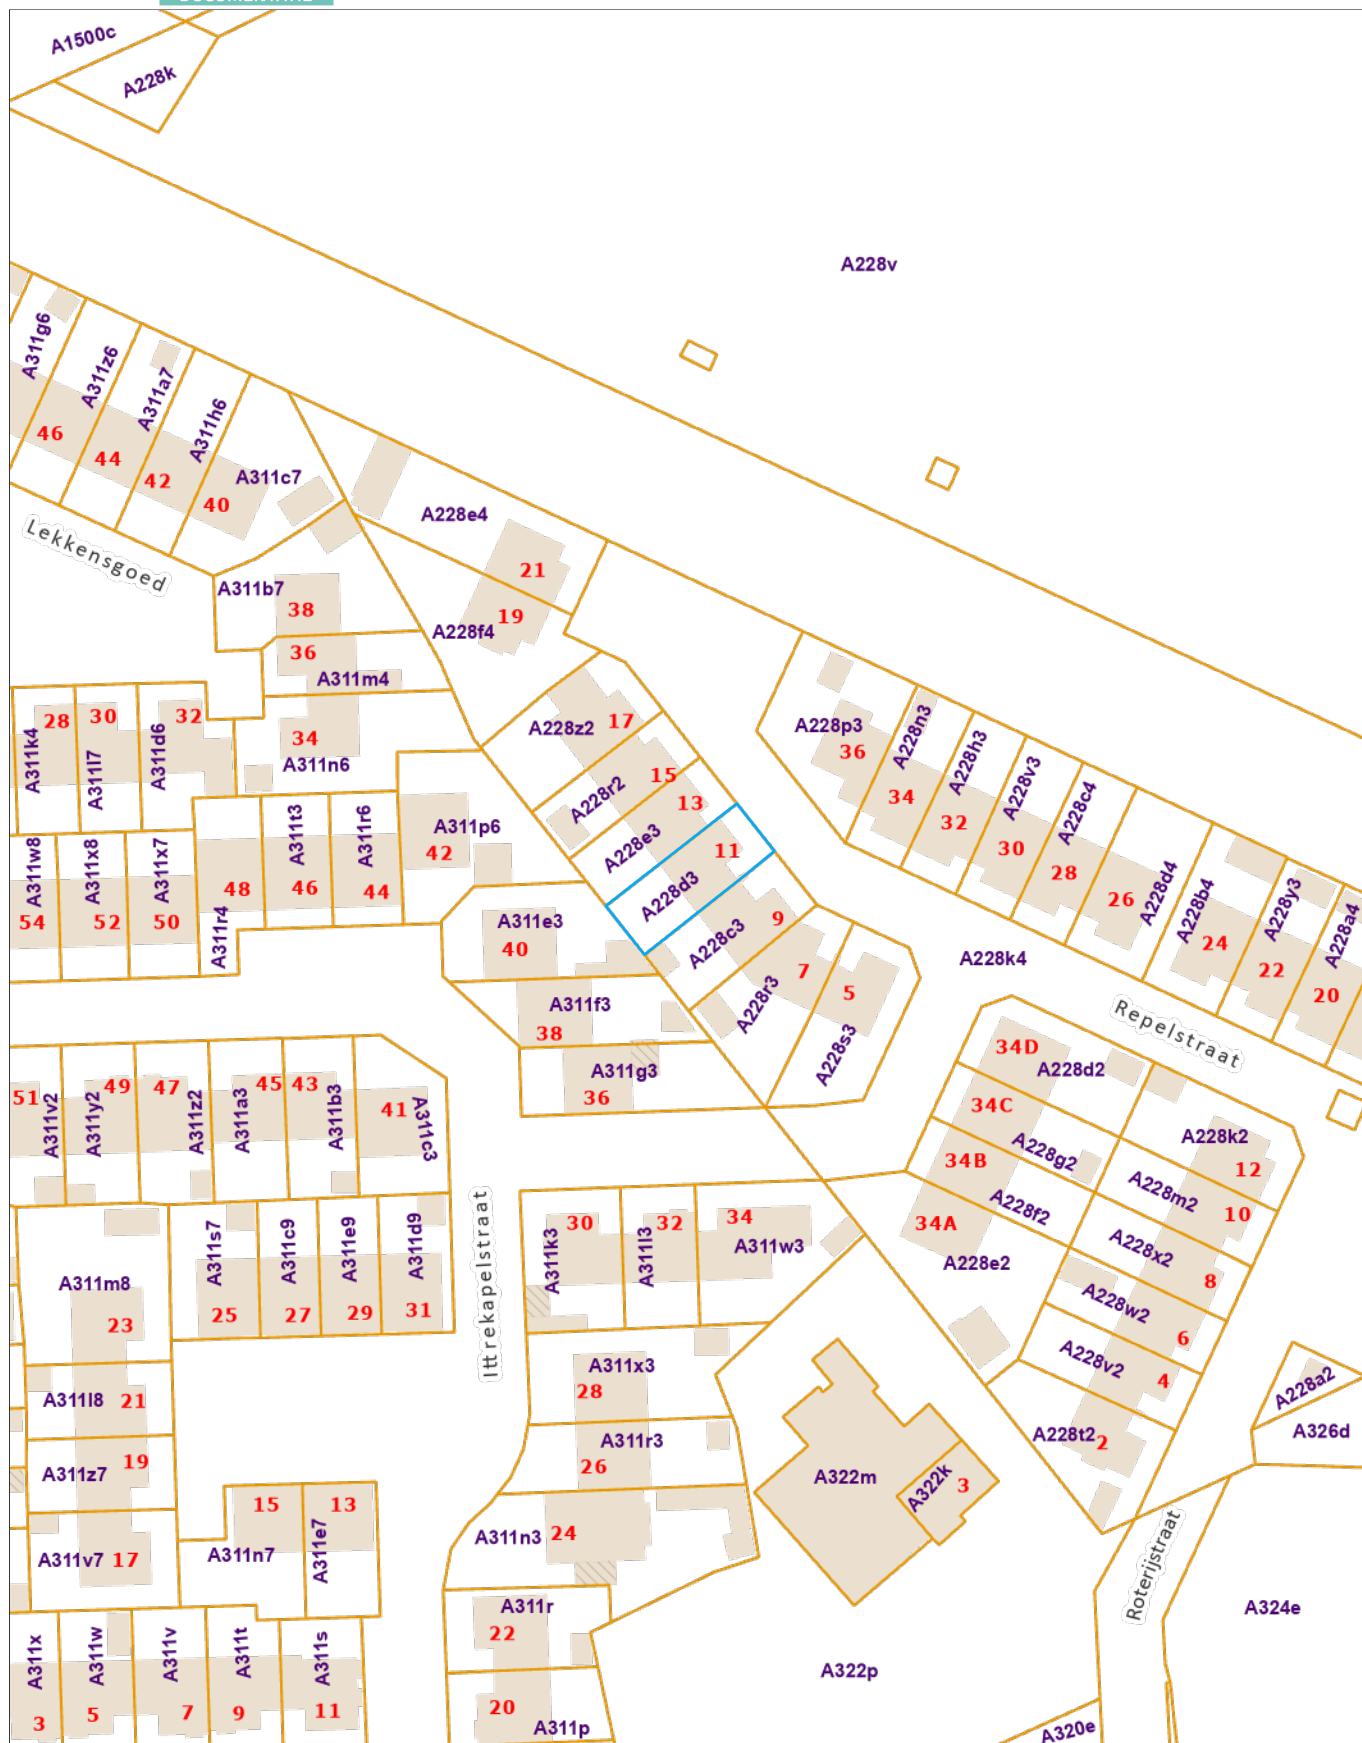 A1500c
A228k
A228v
A311g6
A311z6
A311a7
A311h6
46
44
42
40
A311c7
Lekkensgoed
A228e4
21
19
A228f4
A311b7
38
36
A311m4
34
A311n6
A228z2
17
A228r2
15
13
A228e3
11
A228d3
9
A228c3
7
A228r3
5
A228s3
A228p3
36
A228n3
34
A228h3
32
A228v3
30
A228c4
28
26
A228d4
A228b4
24
A228y3
22
A228a4
20
A228k4
Repelstraat
28
30
32
A311k4
A311l7
A311d6
A311w8
A311x8
A311x7
54
52
50
48
A311r4
A311t3
46
A311r6
44
A311p6
42
A311e3
40
A311f3
38
A311g3
36
51
A311v2
49
A311y2
47
A311z2
45
A311a3
43
A311b3
41
A311c3
34D
A228d2
34C
A228g2
34B
A228f2
34A
A228e2
A228k2
12
A228m2
10
A228x2
8
A228w2
6
A228v2
4
A228t2
2
A228a2
A326d
A311m8
23
A311s7
25
A311c9
27
A311e9
29
A311d9
31
Ittrekapelstraat
A311k3
30
A311l3
32
34
A311w3
A311x3
28
A311r3
26
A311n3
24
A311l8
21
A311z7
19
A311v7
17
15
A311n7
13
A311e7
A322m
A322k
3
Roterijstraat
A324e
A311r
22
20
A311p
A322p
A320e
A311x
3
A311w
5
A311v
7
A311t
9
A311s
11